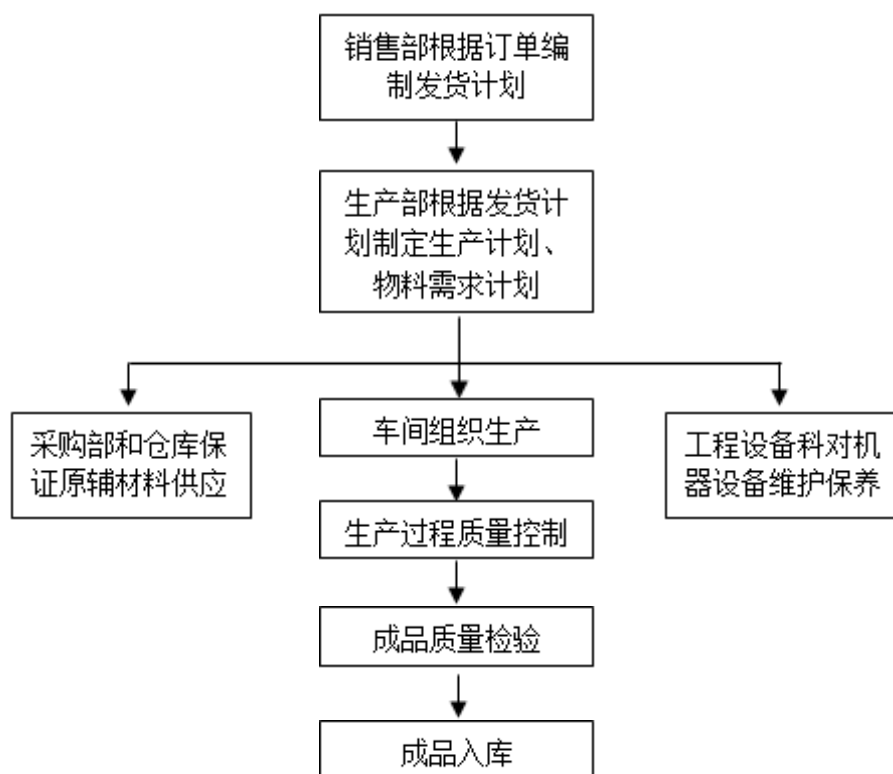 销售部根据订单编
制发货计划
生产部根据发货计
划制定生产计划、
物料需求计划
采购部和仓库保
证原辅材料供应
车间组织生产
工程设备科对机
器设备维护保养
生产过程质量控制
成品质量检验
成品入库